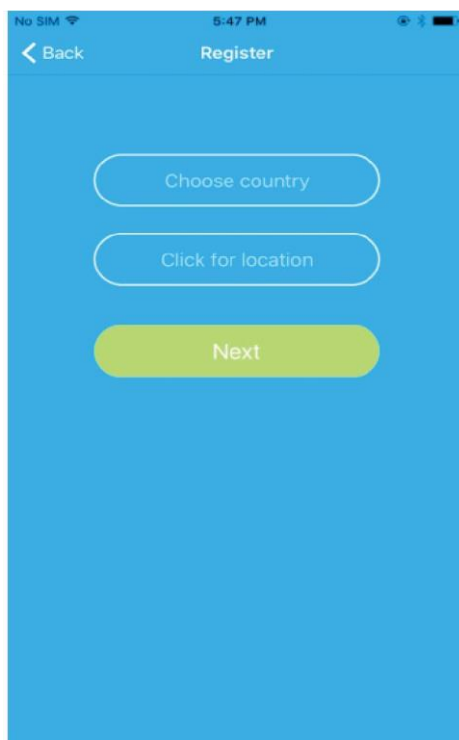 No SIM 5:47 PM
Back Register
Choose country
Click for location
Next